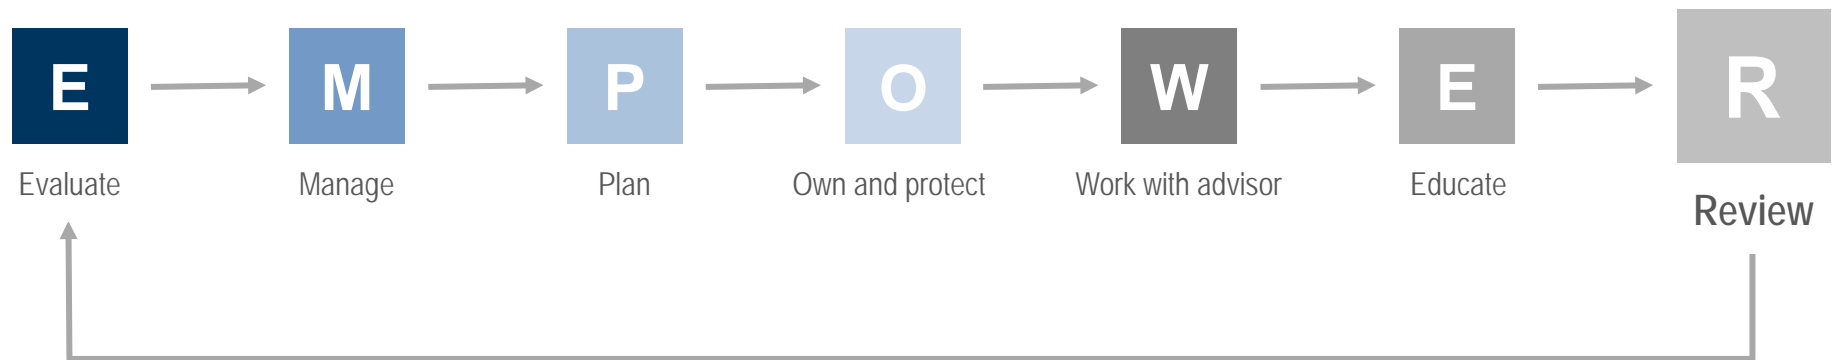 E M P O W E R
Evaluate Manage Plan Own and protect Work with advisor Educate Review